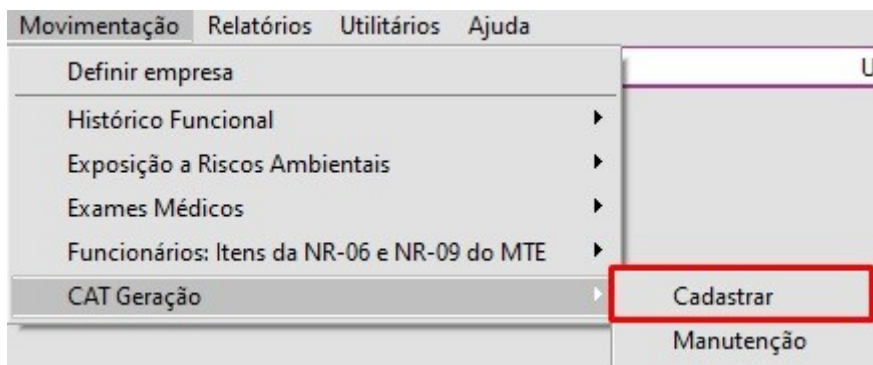 Movimentação Relatórios Utilitários Ajuda
Definir empresa
U
Histórico Funcional
Exposição a Riscos Ambientais
Exames Médicos
Funcionários: Itens da NR-06 e NR-09 do MTE
CAT Geração
Cadastrar
Manutenção